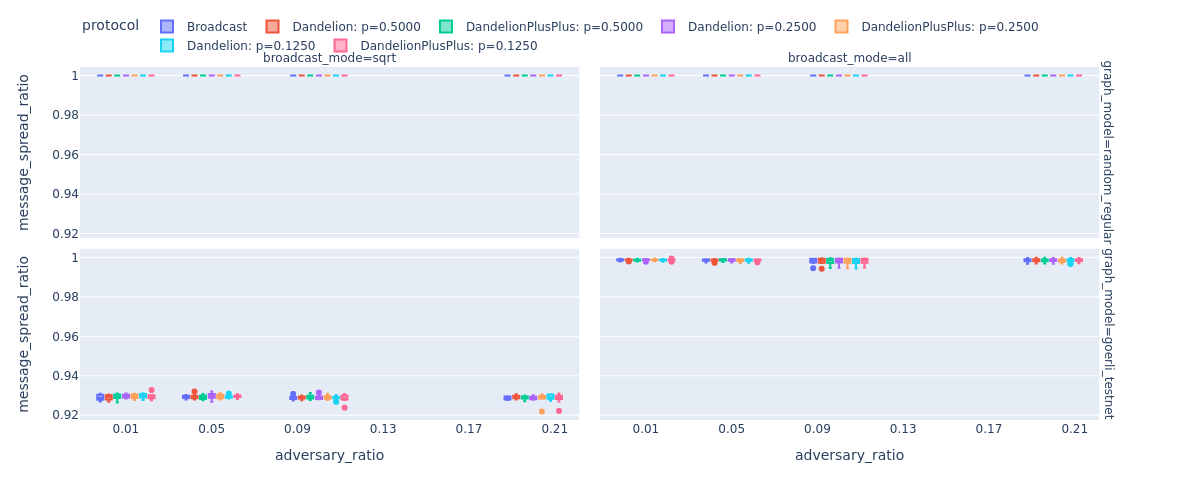 protocol
Broadcast Dandelion: p=0.5000 DandelionPlusPlus: p=0.5000 Dandelion: p=0.2500 DandelionPlusPlus: p=0.2500
Dandelion: p=0.1250 DandelionPlusPlus: p=0.1250
broadcast_mode=sqrt broadcast_mode=all
message_spread_ratio
1
0.98
0.96
0.94
0.92
graph_model=random_regular
message_spread_ratio
1
0.98
0.96
0.94
0.92
graph_model=goerli_testnet
0.01 0.05 0.09 0.13 0.17 0.21 0.01 0.05 0.09 0.13 0.17 0.21
adversary_ratio adversary_ratio